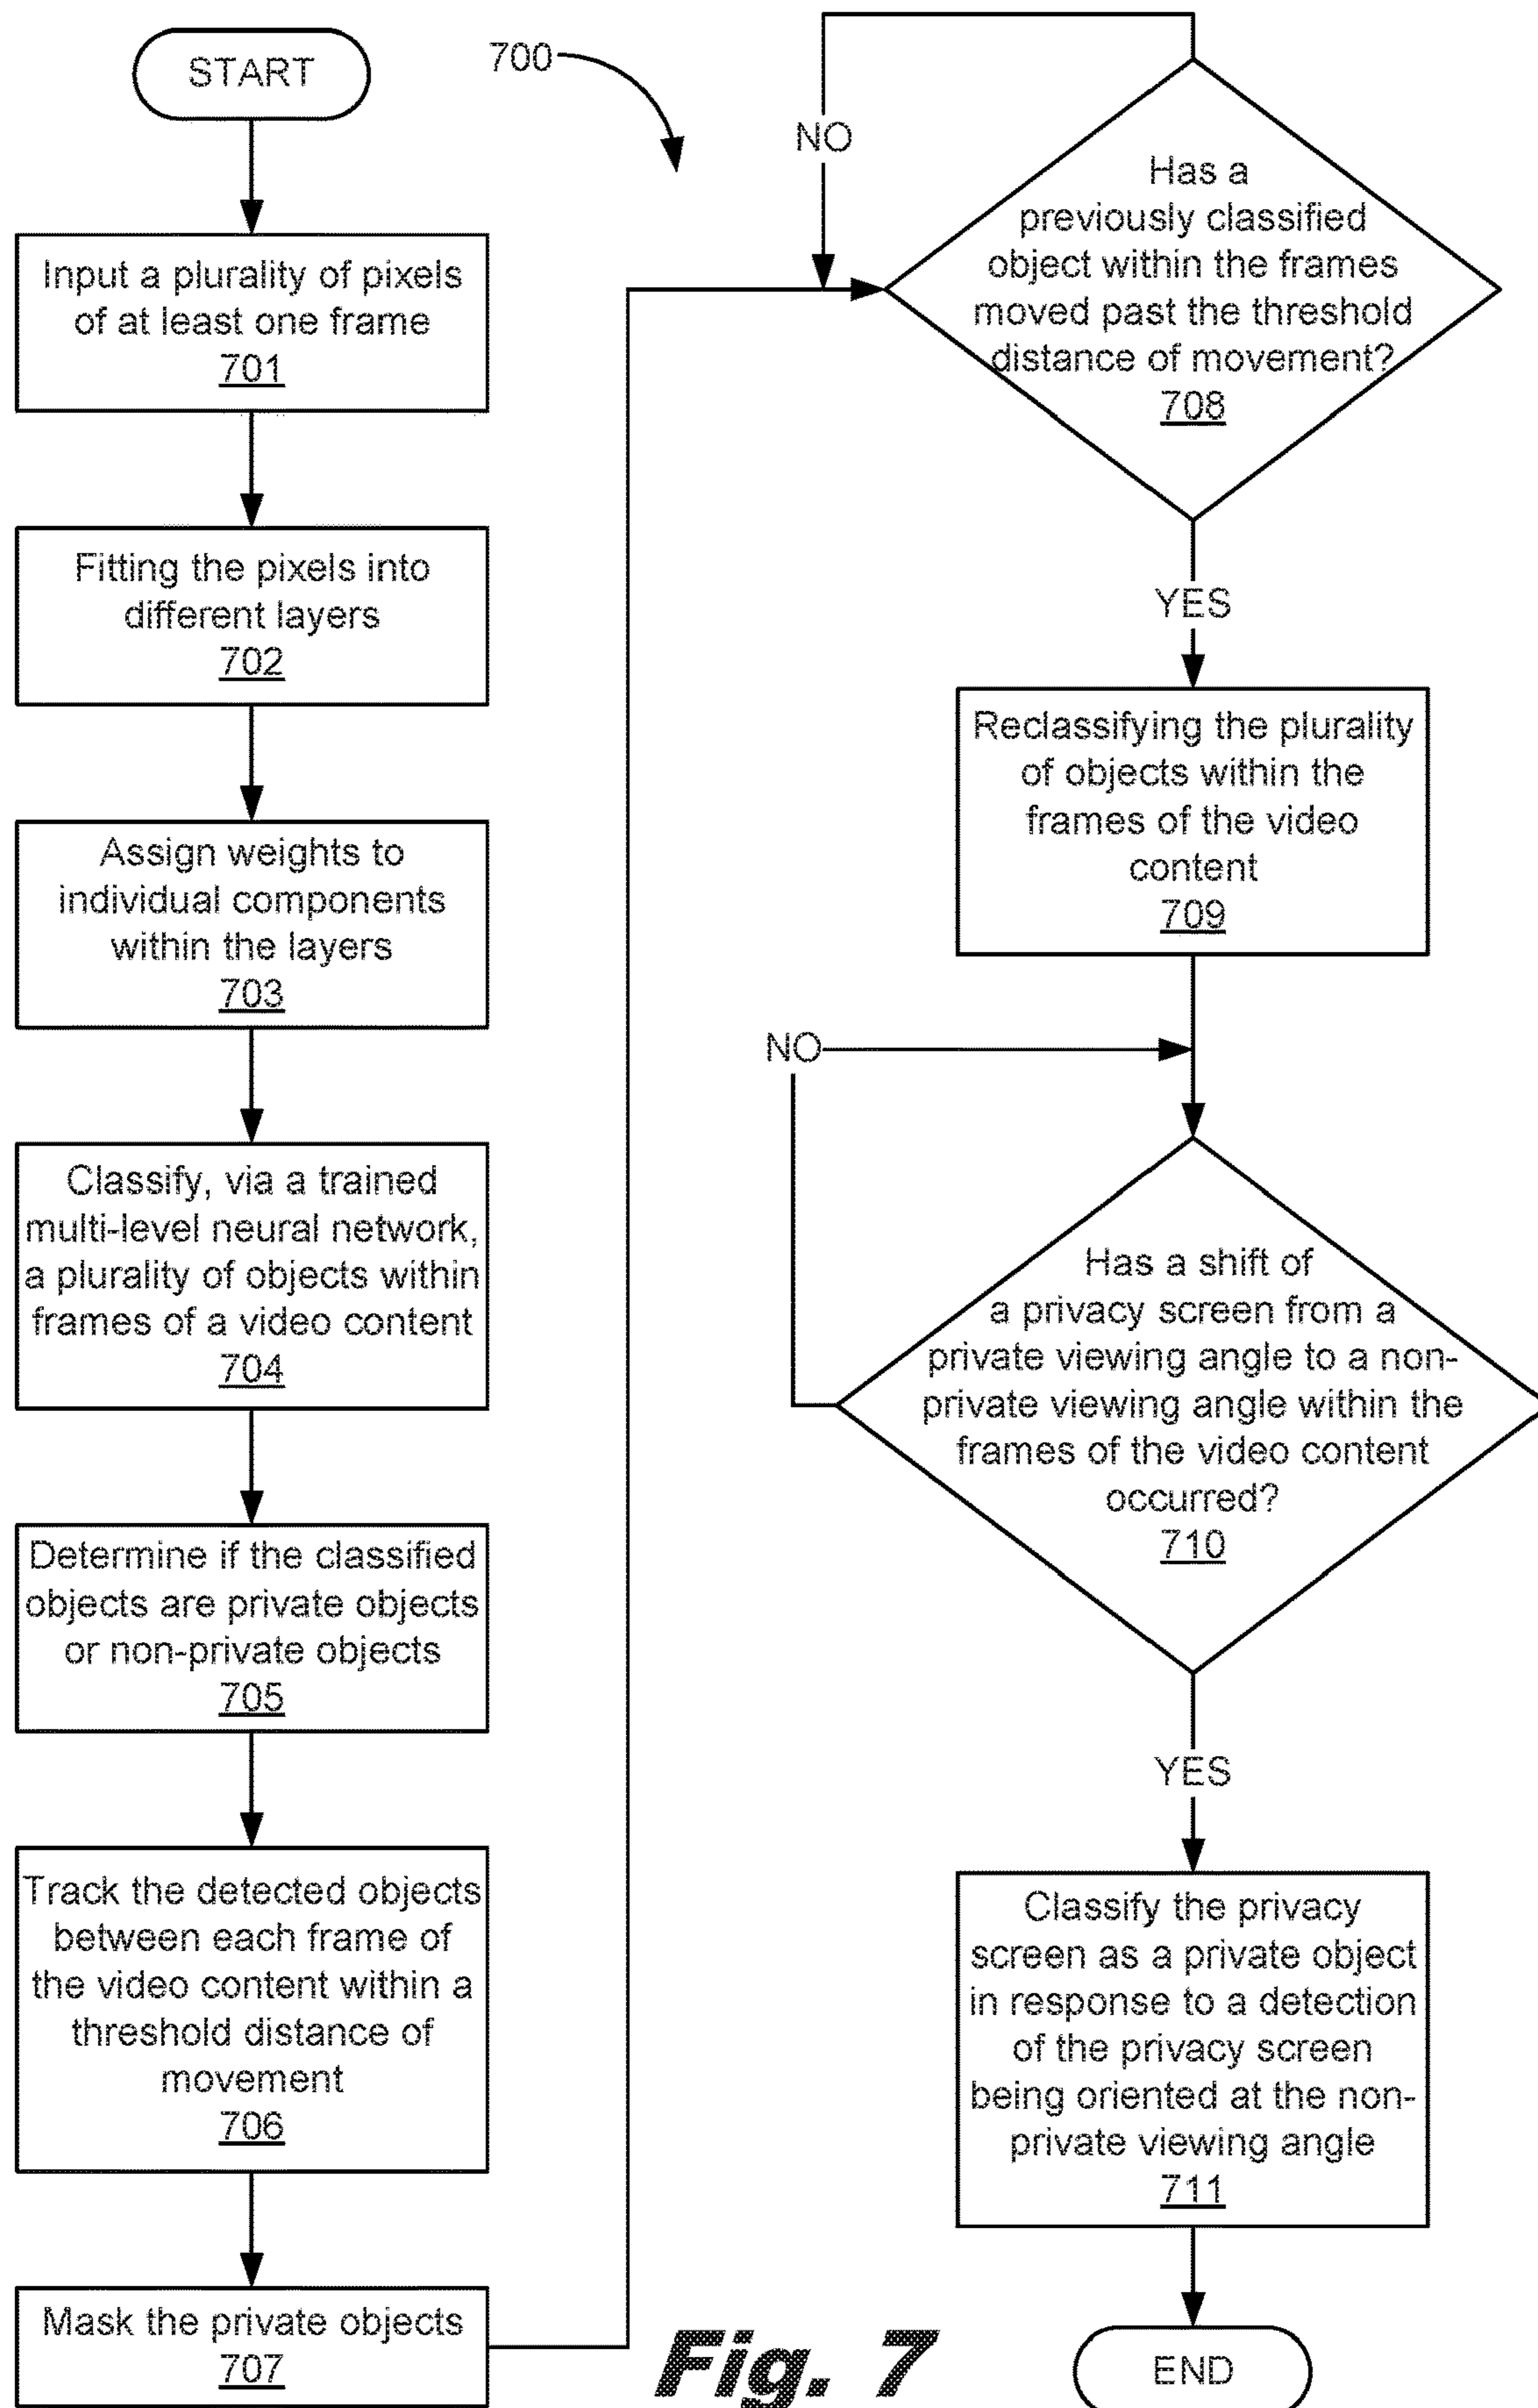 START
Input a plurality of pixels
of at least one frame
701
Fitting the pixels into
different layers
702
Assign weights to
individual components
within the layers
703
Classify, via a trained
multi-level neural network,
a plurality of objects within
frames of a video content
704
Determine if the classified
objects are private objects
or non-private objects
705
Track the detected objects
between each frame of
the video content within a
threshold distance of
movement
706
Mask the private objects
707
700
NO
Has a
previously classified
object within the frames
moved past the threshold
distance of movement?
708
YES
Reclassifying the plurality
of objects within the
frames of the video
content
709
NO
Has a shift of
a privacy screen from a
private viewing angle to a non-
private viewing angle within the
frames of the video content
occurred?
710
YES
Classify the privacy
screen as a private object
in response to a detection
of the privacy screen
being oriented at the non-
private viewing angle
711
END
Fig. 7